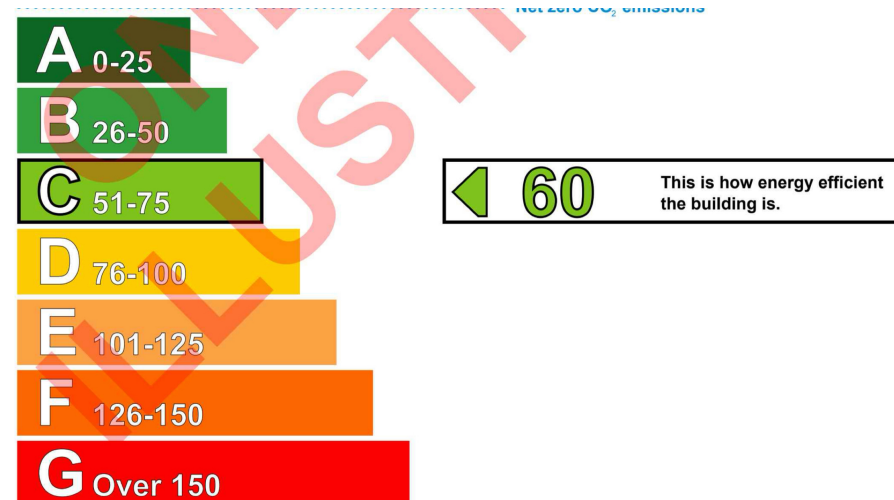 Net zero CO₂ emissions
A 0-25
B 26-50
C 51-75
60
This is how energy efficient
the building is.
D 76-100
E 101-125
F 126-150
G Over 150